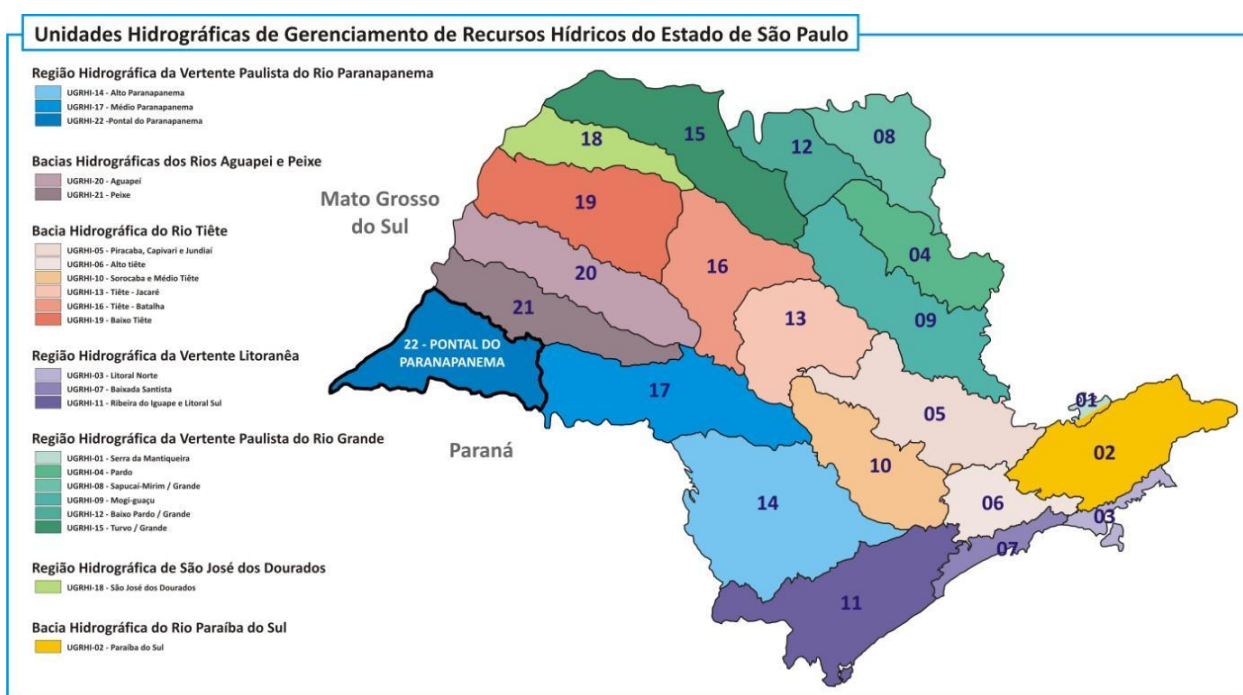 Unidades Hidrográficas de Gerenciamento de Recursos Hídricos do Estado de São Paulo
Região Hidrográfica da Vertente Paulista do Rio Paranapanema
UGRHI-14 - Alto Paranapanema
UGRHI-17 - Médio Paranapanema
UGRHI-22 -Pontal do Paranapanema
Bacias Hidrográficas dos Rios Aguapei e Peixe
UGRHI-20 - Aguapeí
UGRHI-21 - Peixe
Bacia Hidrográfica do Rio Tiête
UGRHI-05 - Piracaba, Capivari e Jundiaí
UGRHI-06 - Alto tiête
UGRHI-10 - Sorocaba e Médio Tiête
UGRHI-13 - Tiête - Jacaré
UGRHI-16 - Tiête - Batalha
UGRHI-19 - Baixo Tiête
Região Hidrográfica da Vertente Litoranêa
UGRHI-03 - Litoral Norte
UGRHI-07 - Baixada Santista
UGRHI-11 - Ribeira do Iguape e Litoral Sul
Região Hidrográfica da Vertente Paulista do Rio Grande
UGRHI-01 - Serra da Mantiqueira
UGRHI-04 - Pardo
UGRHI-08 - Sapucaí-Mirim / Grande
UGRHI-09 - Mogi-guaçu
UGRHI-12 - Baixo Pardo / Grande
UGRHI-15 - Turvo / Grande
Região Hidrográfica de São José dos Dourados
UGRHI-18 - São José dos Dourados
Bacia Hidrográfica do Rio Paraíba do Sul
UGRHI-02 - Paraíba do Sul
Mato Grosso
do Sul
Paraná
15
18
12
08
19
04
20
16
21
13
09
22 - PONTAL DO
PARANAPANEMA
17
01
05
02
10
14
06
03
07
11